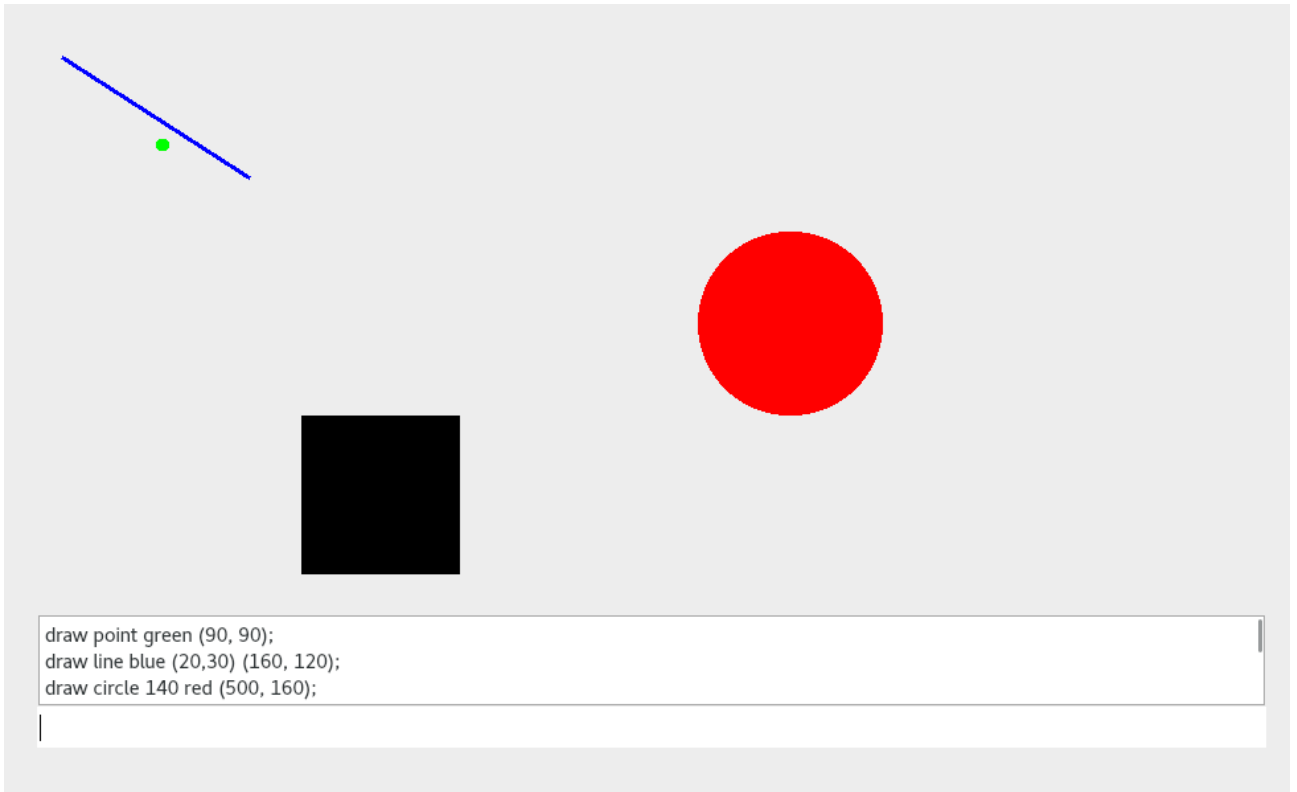 draw point green (90, 90);
draw line blue (20,30) (160, 120);
draw circle 140 red (500, 160);